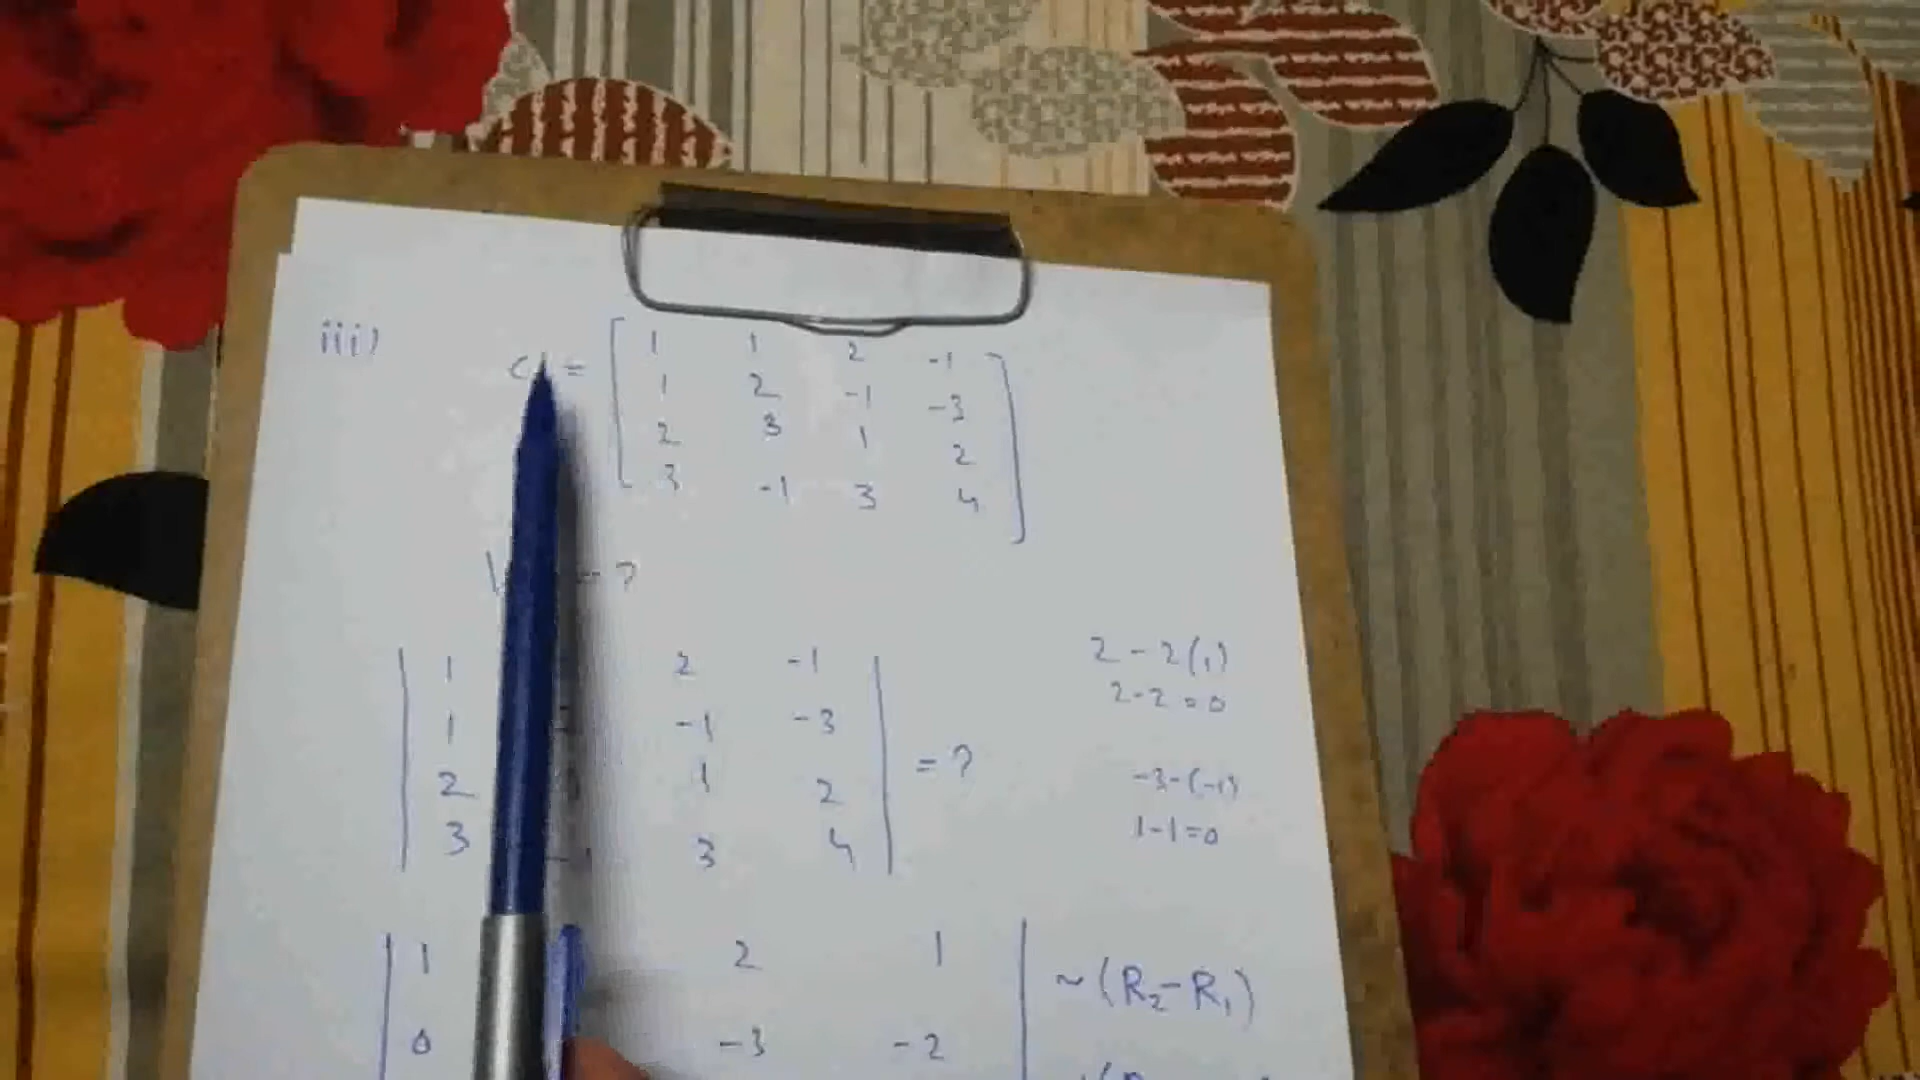 iii)
=
1 1 2 -1
1 2 -1 -3
2 3 1 2
3 -1 3 4
= ?
1 2 -1
1 -1 -3
2 1 2
3 -1 3 4
= ?
2 - 2(1)
2-2 = 0
-3-(-1)
1-1=0
1 2 1 ~(R₂-R₁)
0 -3 -2